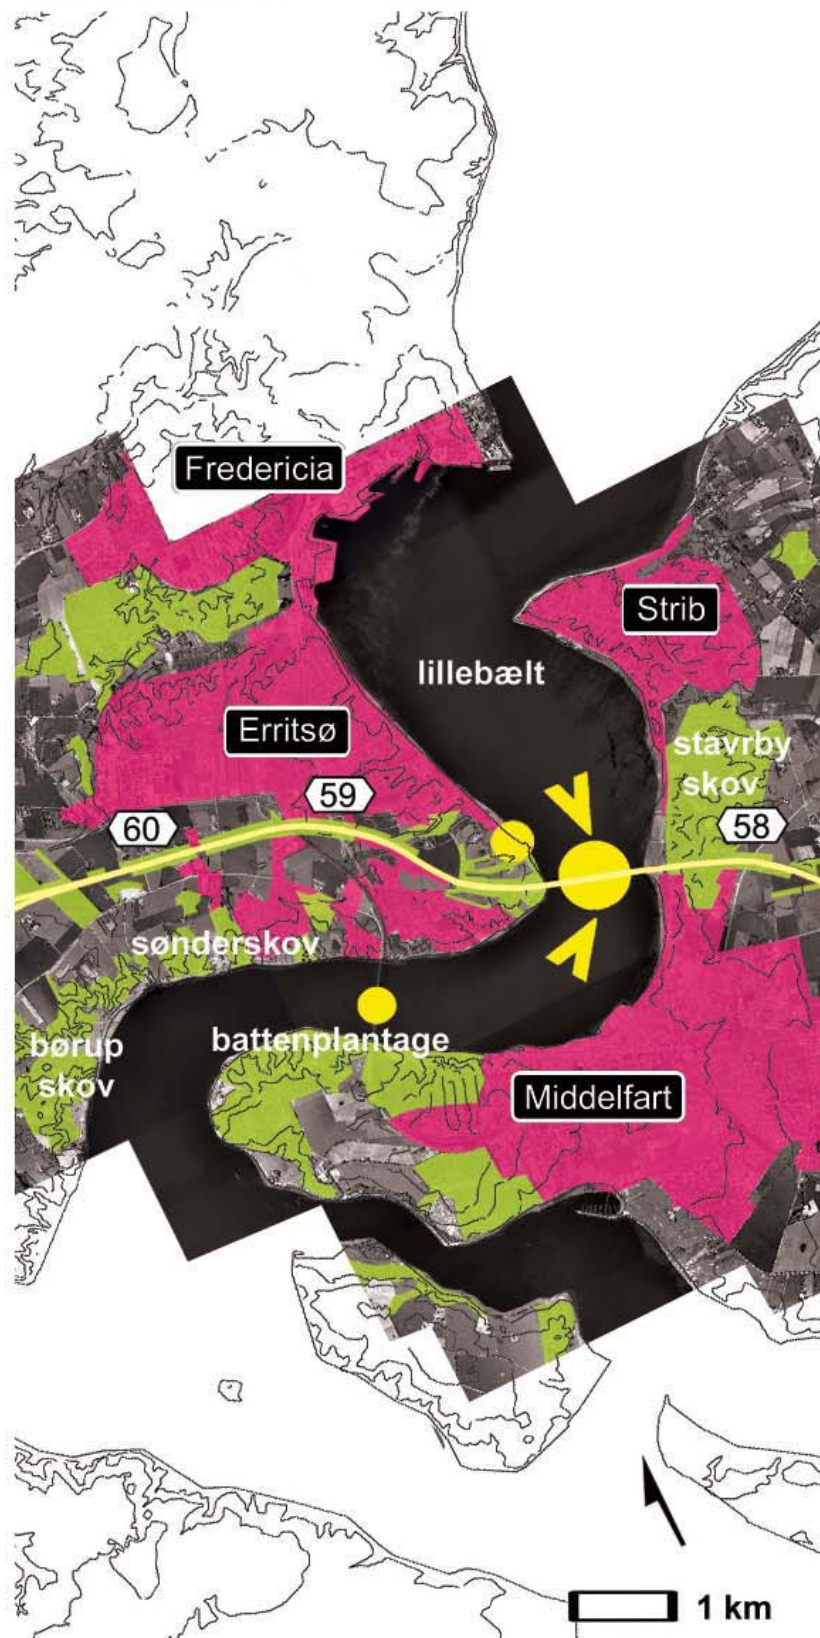 Fredericia
Strib
lillebælt
Erritsø
stavrby
skov
59
60
58
sønderskov
børup
skov
battenplantage
Middelfart
1 km